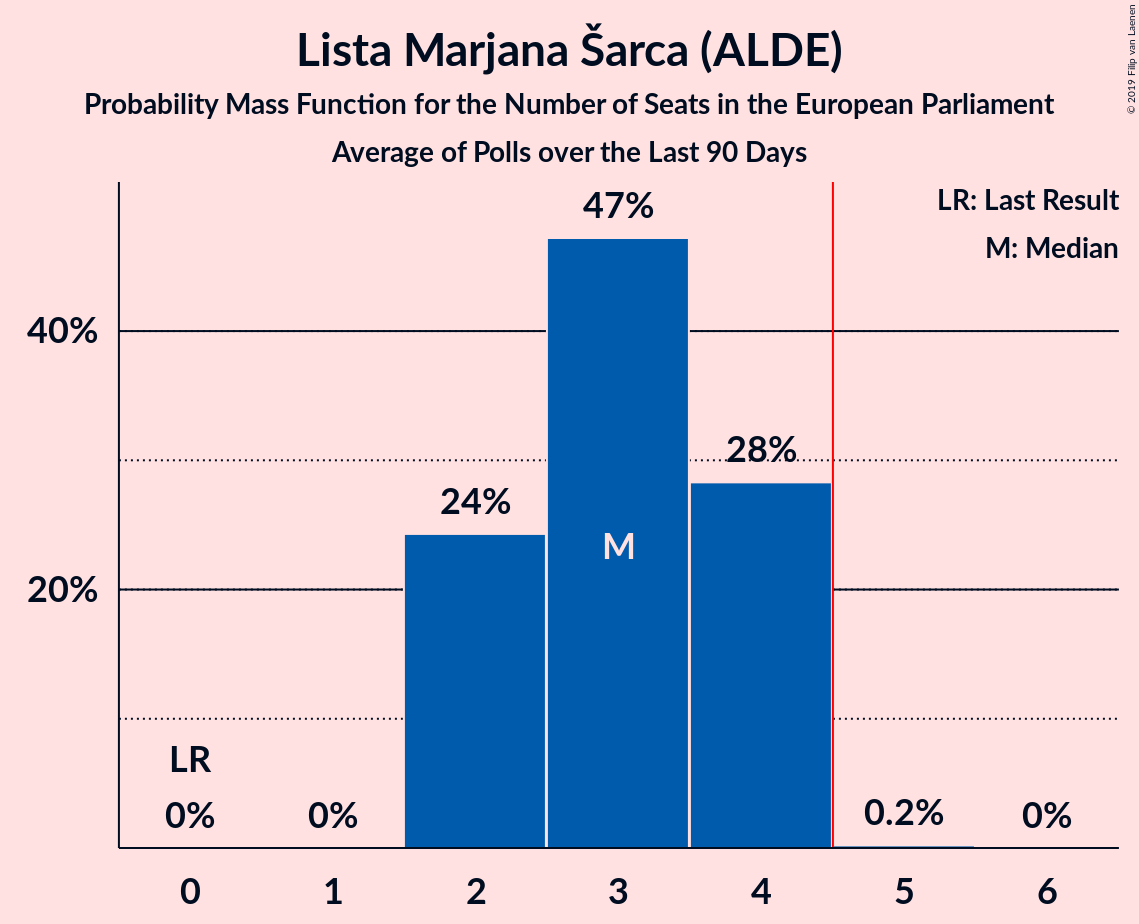 Lista Marjana Šarca (ALDE)
Probability Mass Function for the Number of Seats in the European Parliament
Average of Polls over the Last 90 Days
© 2019 Filip van Laenen
LR: Last Result
M: Median
47%
40%
28%
24%
M
20%
LR
0%
0%
0.2%
0%
0
1
2
3
4
5
6